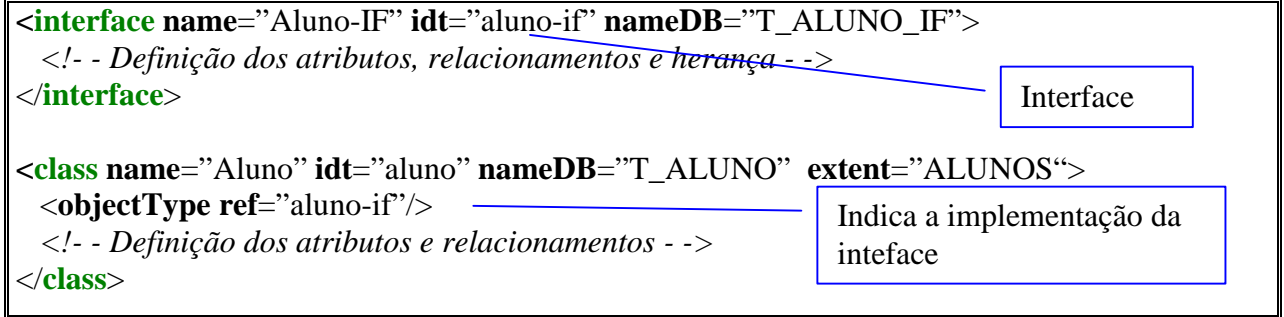 <interface name=”Aluno-IF” idt=”aluno-if” nameDB=”T_ALUNO_IF”>
<!- - Definição dos atributos, relacionamentos e herança - ->
</interface>
Interface
<class name=”Aluno” idt=”aluno” nameDB=”T_ALUNO” extent=”ALUNOS“>
<objectType ref=”aluno-if”/>
Indica a implementação da
inteface
<!- - Definição dos atributos e relacionamentos - ->
</class>